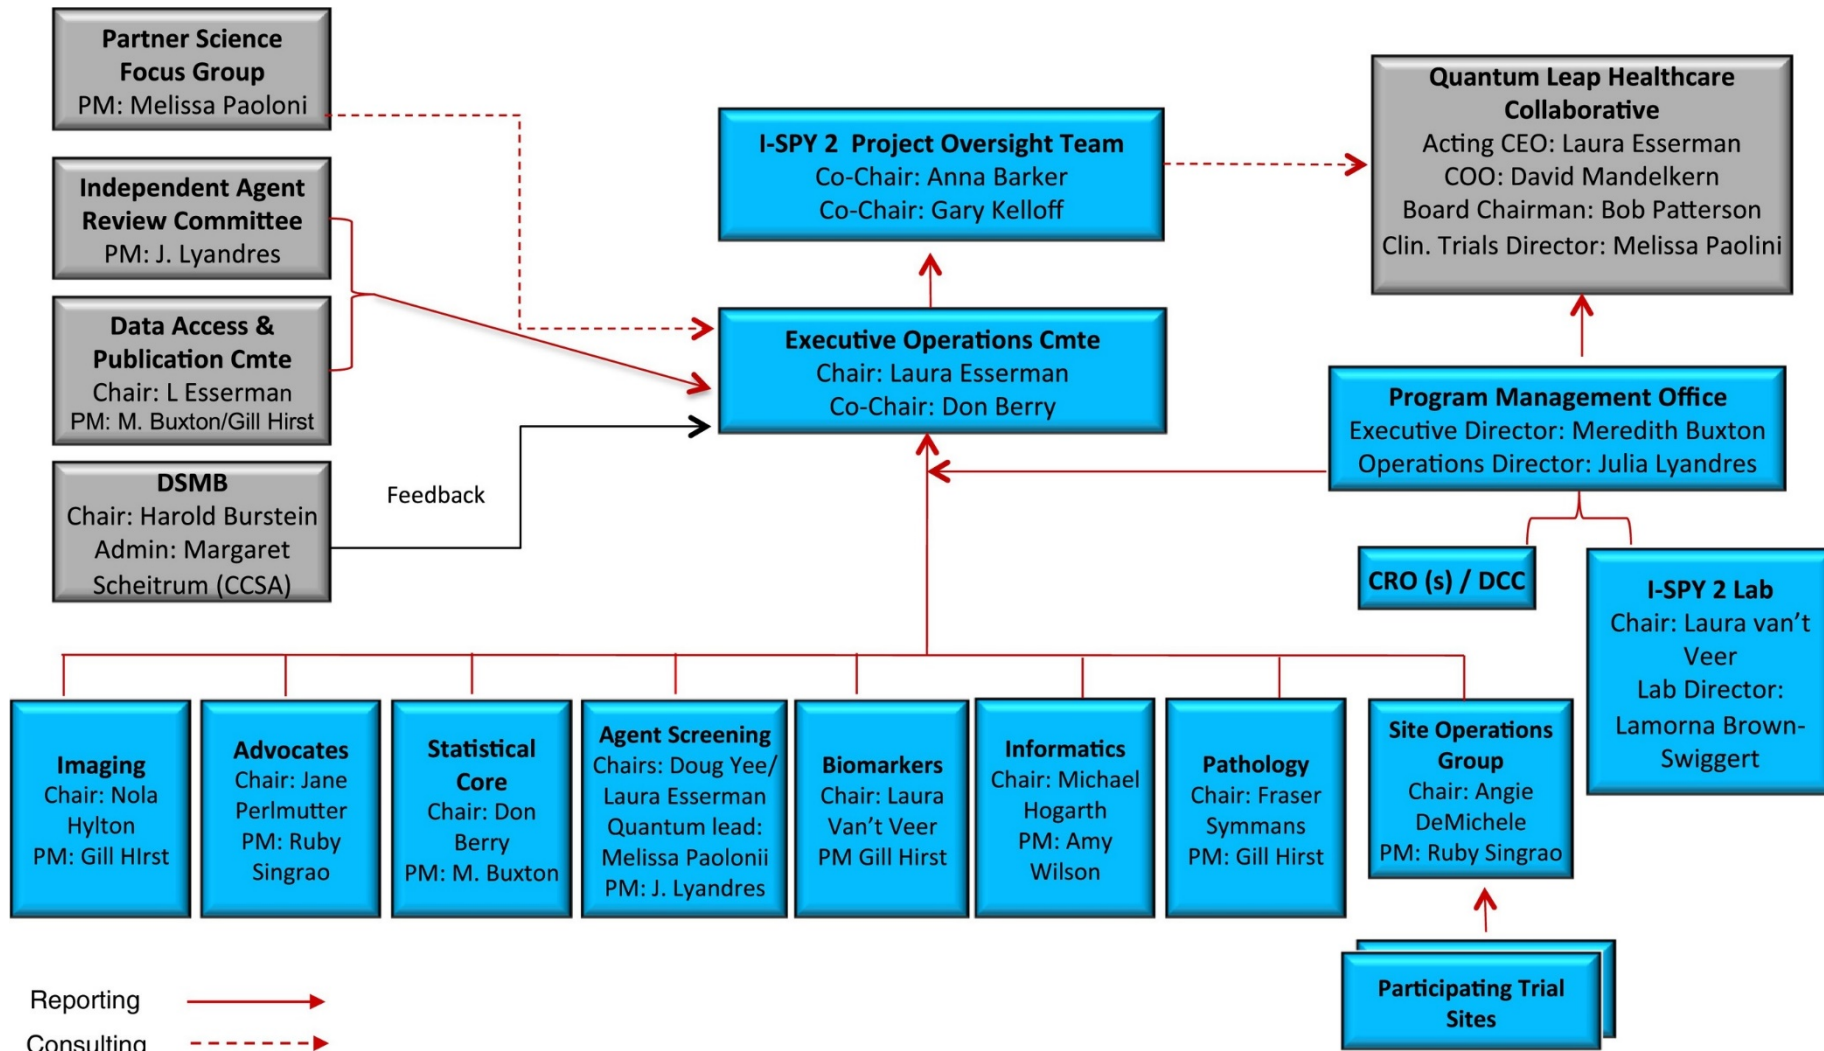 Partner Science
Focus Group
PM: Melissa Paoloni
Independent Agent
Review Committee
PM: J. Lyandres
Data Access &
Publication Cmte
Chair: L Esserman
PM: M. Buxton/Gill Hirst
DSMB
Chair: Harold Burstein
Admin: Margaret
Scheitrum (CCSA)
Feedback
I-SPY 2 Project Oversight Team
Co-Chair: Anna Barker
Co-Chair: Gary Kelloff
Executive Operations Cmte
Chair: Laura Esserman
Co-Chair: Don Berry
Quantum Leap Healthcare
Collaborative
Acting CEO: Laura Esserman
COO: David Mandelkern
Board Chairman: Bob Patterson
Clin. Trials Director: Melissa Paolini
Program Management Office
Executive Director: Meredith Buxton
Operations Director: Julia Lyandres
CRO (s) / DCC
I-SPY 2 Lab
Chair: Laura van’t
Veer
Lab Director:
Lamorna Brown-
Swiggert
Imaging
Chair: Nola
Hylton
PM: Gill HIrst
Advocates
Chair: Jane
Perlmutter
PM: Ruby
Singrao
Statistical
Core
Chair: Don
Berry
PM: M. Buxton
Agent Screening
Chairs: Doug Yee/
Laura Esserman
Quantum lead:
Melissa Paolonii
PM: J. Lyandres
Biomarkers
Chair: Laura
Van’t Veer
PM Gill Hirst
Informatics
Chair: Michael
Hogarth
PM: Amy
Wilson
Pathology
Chair: Fraser
Symmans
PM: Gill Hirst
Site Operations
Group
Chair: Angie
DeMichele
PM: Ruby Singrao
Participating Trial
Sites
Reporting
Consulting